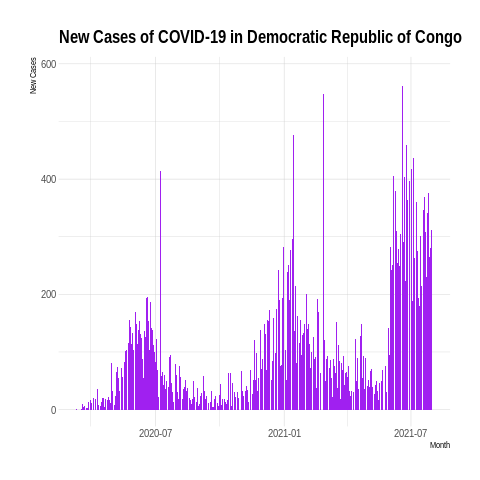 New Cases of COVID-19 in Democratic Republic of Congo
New Cases
600
400
200
0
2020-07
2021-01
2021-07
Month